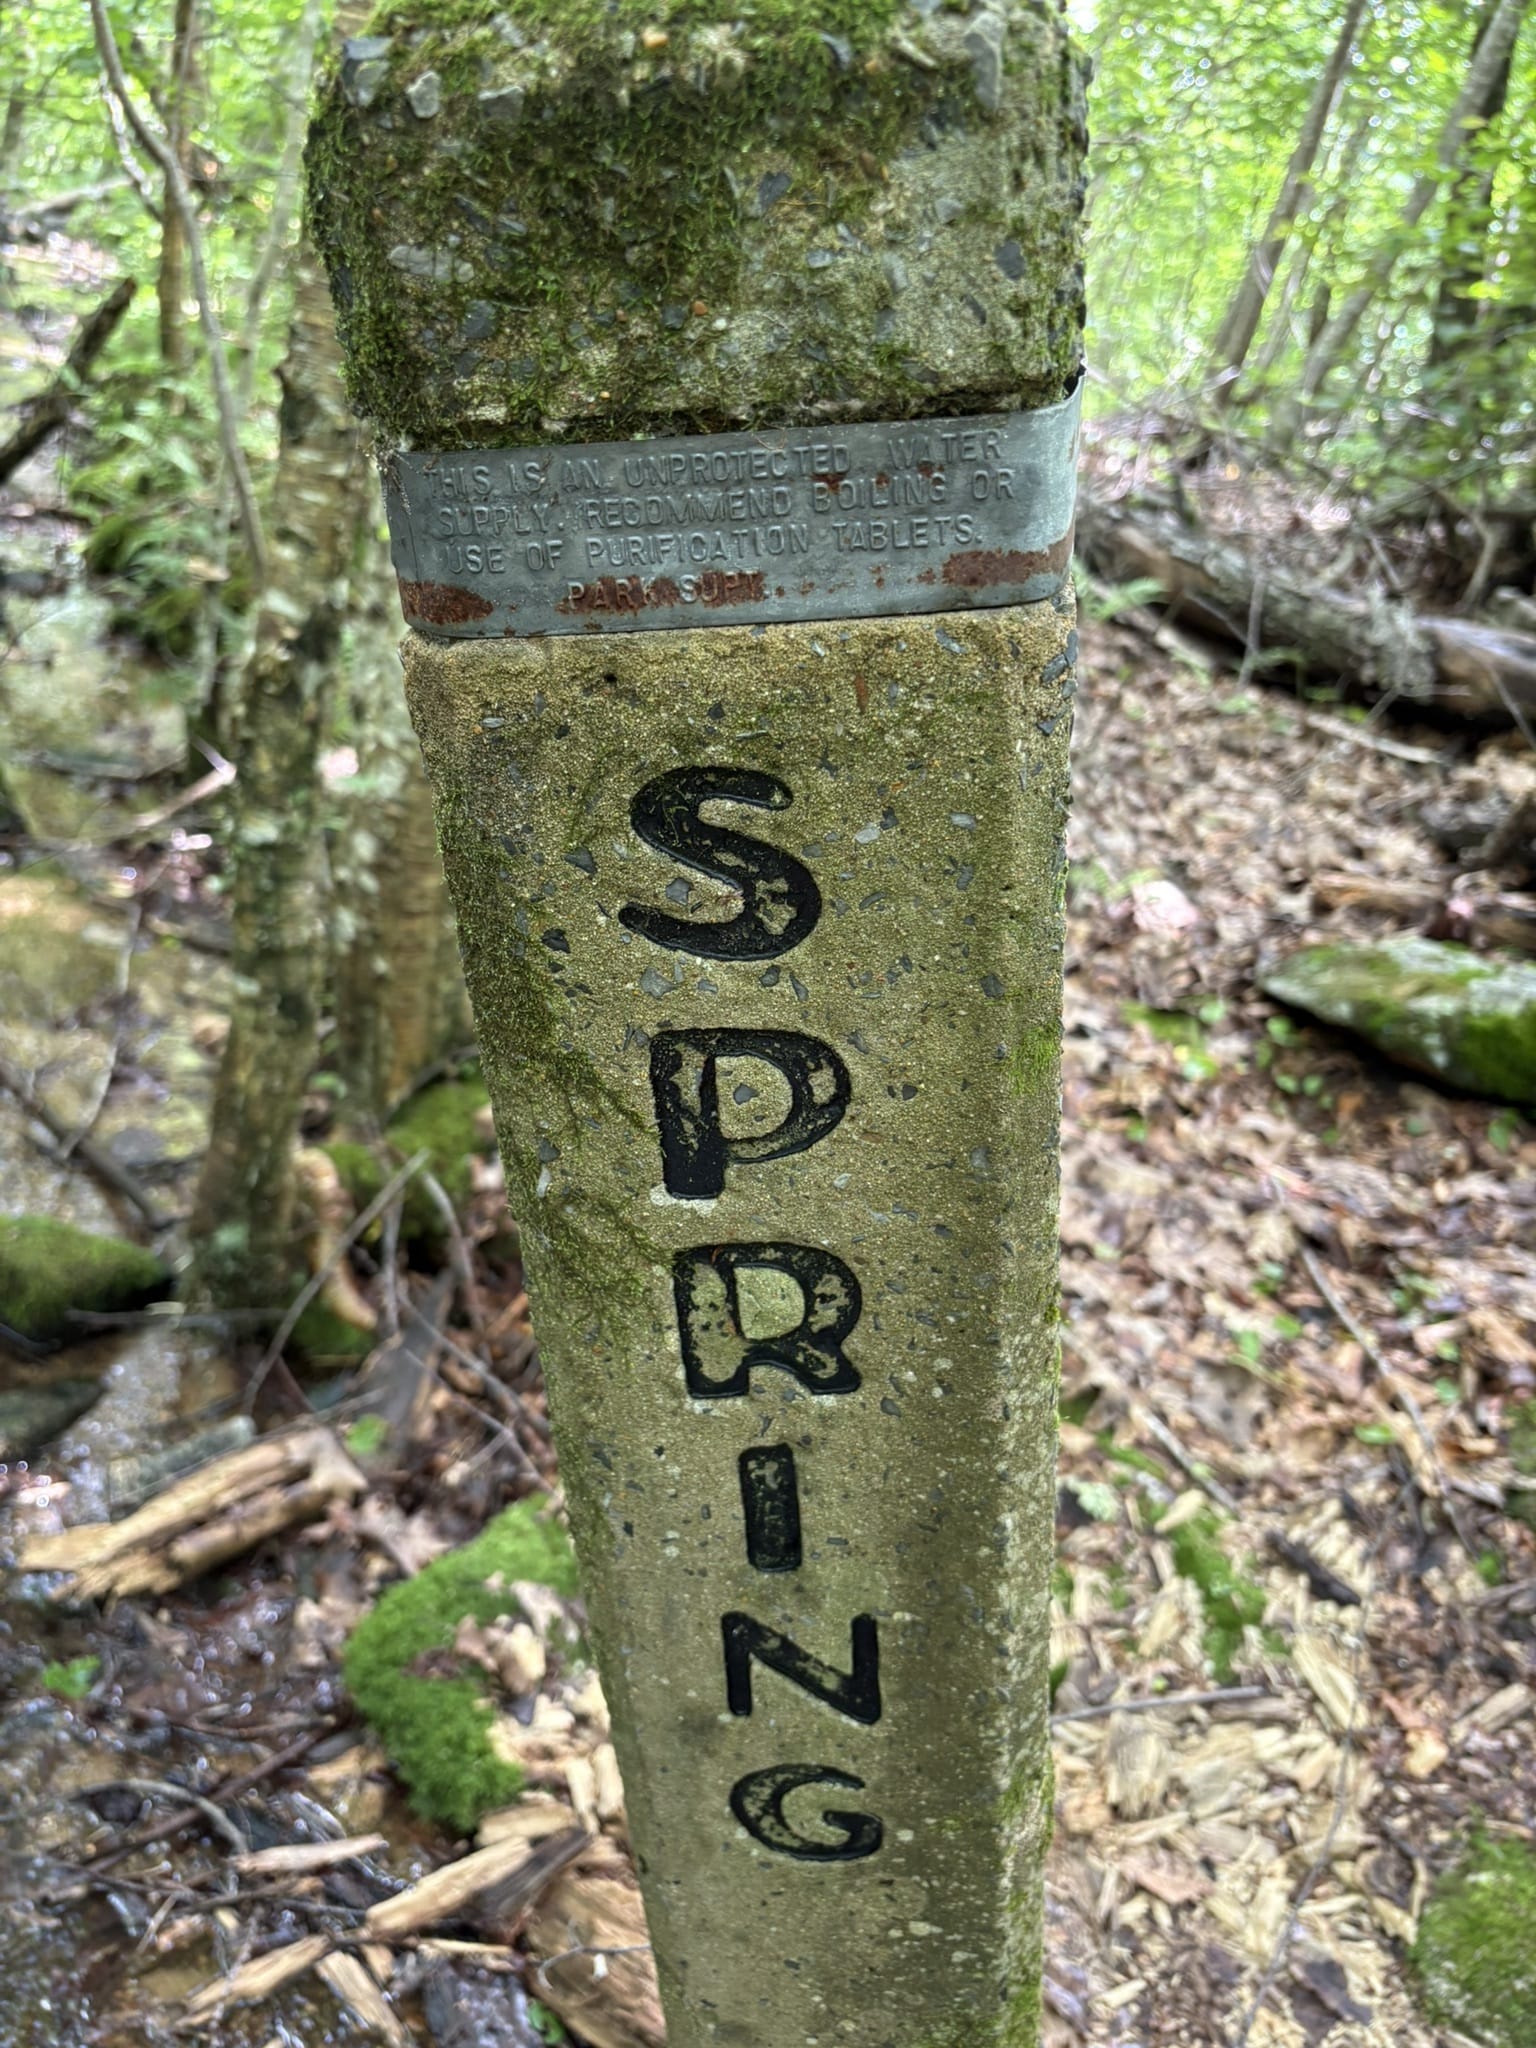 THIS IS AN UNPROTECTED WATER
SUPPLY. RECOMMEND BOILING OR
USE OF PURIFICATION TABLETS.
PARK SUPT.
SPRING